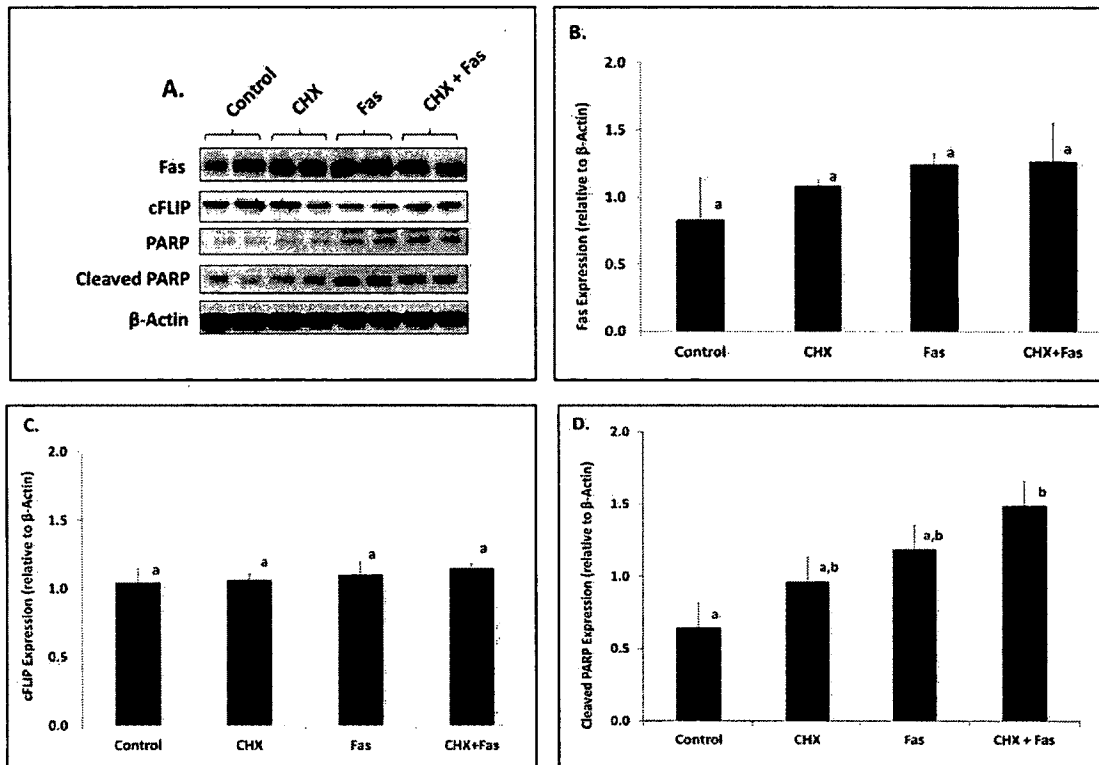 A.
Control CHX Fas CHX + Fas
Fas
cFLIP
PARP
Cleaved PARP
β-Actin
B.
Fas Expression (relative to β-Actin)
2.0
1.5
1.0
0.5
0.0
a a a a
Control CHX Fas CHX+Fas
C.
cFLIP Expression (relative to β-Actin)
2.0
1.5
1.0
0.5
0.0
a a a a
Control CHX Fas CHX+Fas
D.
Cleaved PARP Expression (relative to β-Actin)
2.0
1.5
1.0
0.5
0.0
a a,b a,b b
Control CHX Fas CHX + Fas